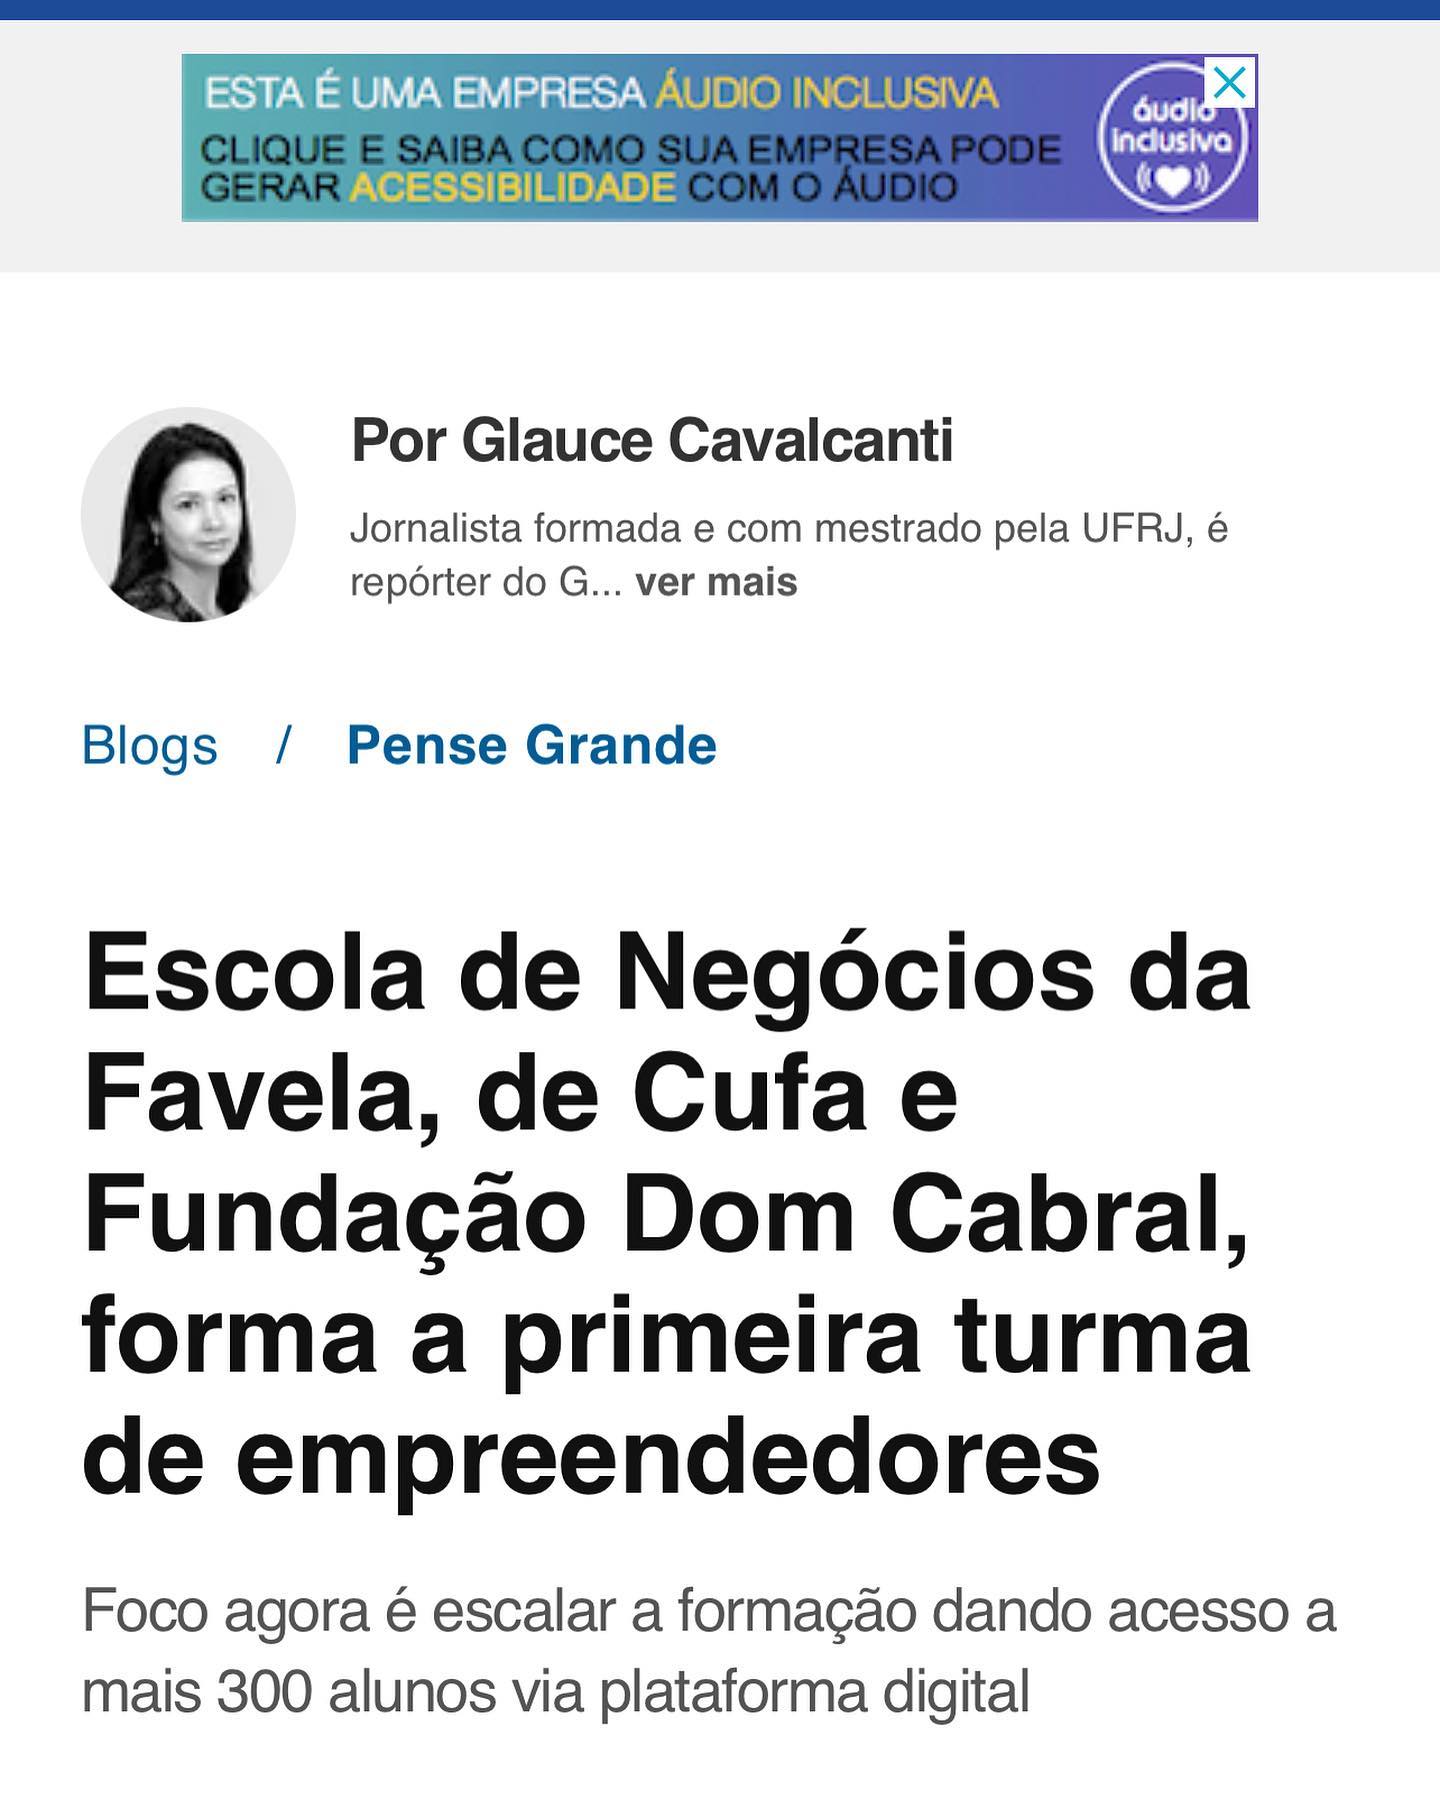 ESTA É UMA EMPRESA ÁUDIO INCLUSIVA
CLIQUE E SAIBA COMO SUA EMPRESA PODE
GERAR ACESSIBILIDADE COM O ÁUDIO
áudio
inclusiva
Por Glauce Cavalcanti
Jornalista formada e com mestrado pela UFRJ, é
repórter do G... ver mais
Blogs / Pense Grande
Escola de Negócios da
Favela, de Cufa e
Fundação Dom Cabral,
forma a primeira turma
de empreendedores
Foco agora é escalar a formação dando acesso a
mais 300 alunos via plataforma digital